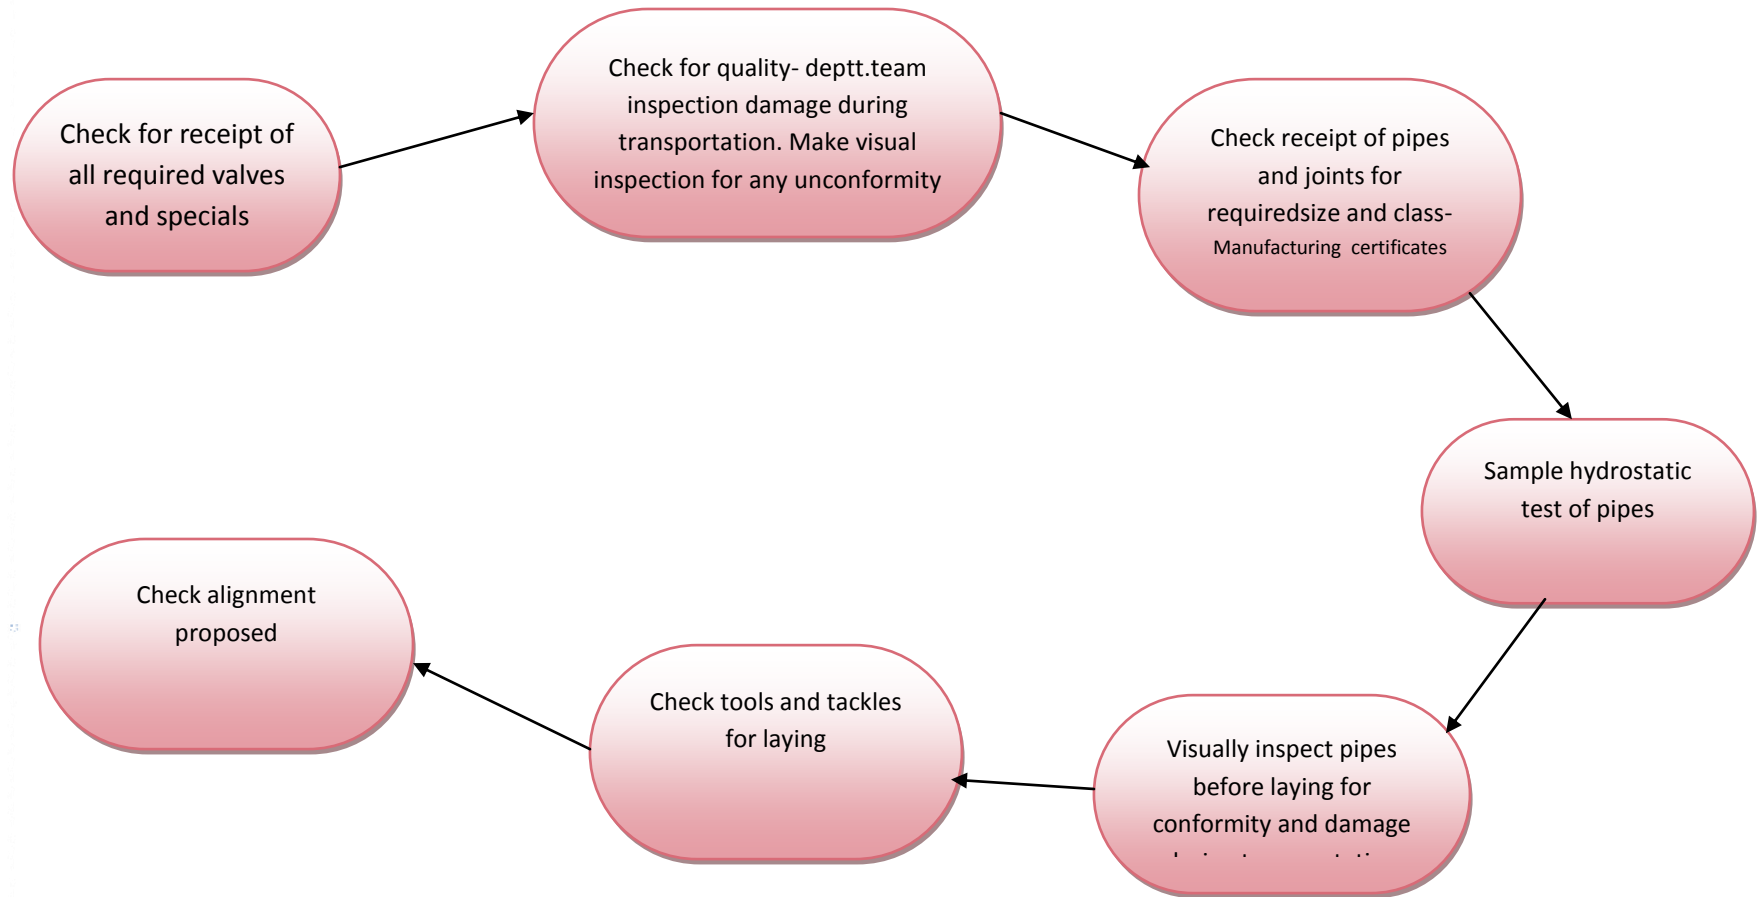 Check for receipt of
all required valves
and specials
Check for quality- deptt.team
inspection damage during
transportation. Make visual
inspection for any unconformity
Check receipt of pipes
and joints for
requiredsize and class-
Manufacturing certificates
Sample hydrostatic
test of pipes
Visually inspect pipes
before laying for
conformity and damage
Check tools and tackles
for laying
Check alignment
proposed